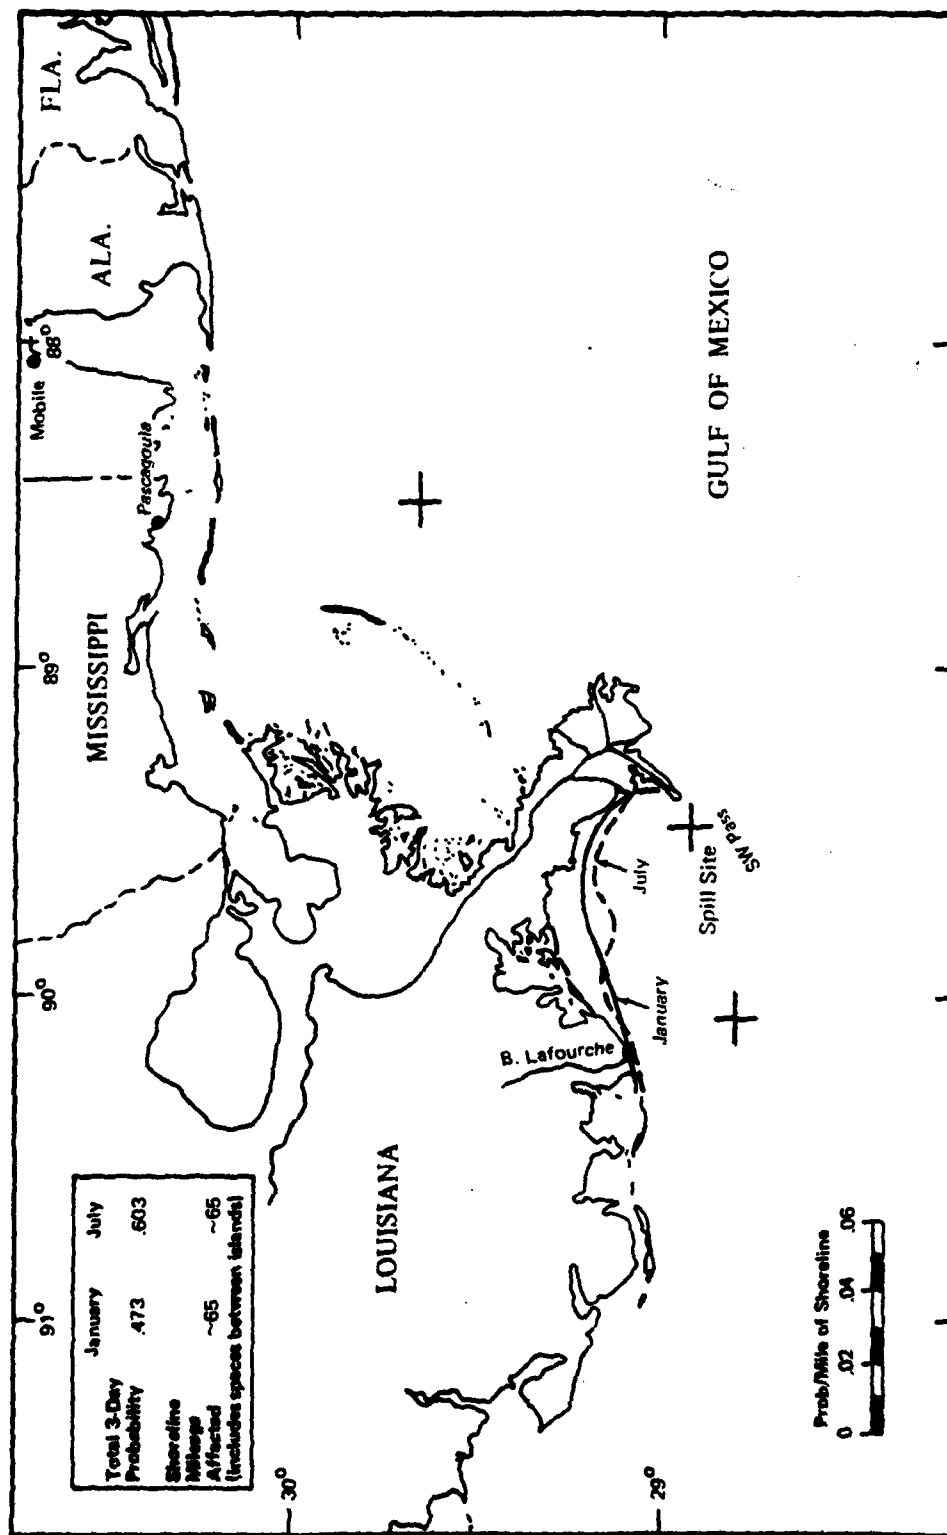 Total 3-Day January July
Probability .473 .603
Shoreline
Mileage
Affected ~65 ~65
(includes spaces between islands)
91°
90°
89°
88°
Mobile
MISSISSIPPI
Pascagoula
ALA.
FLA.
30°
29°
LOUISIANA
B. Lafourche
January
July
Spill Site
SW Pass
GULF OF MEXICO
Prob/Mile of Shoreline
0 .02 .04 .06